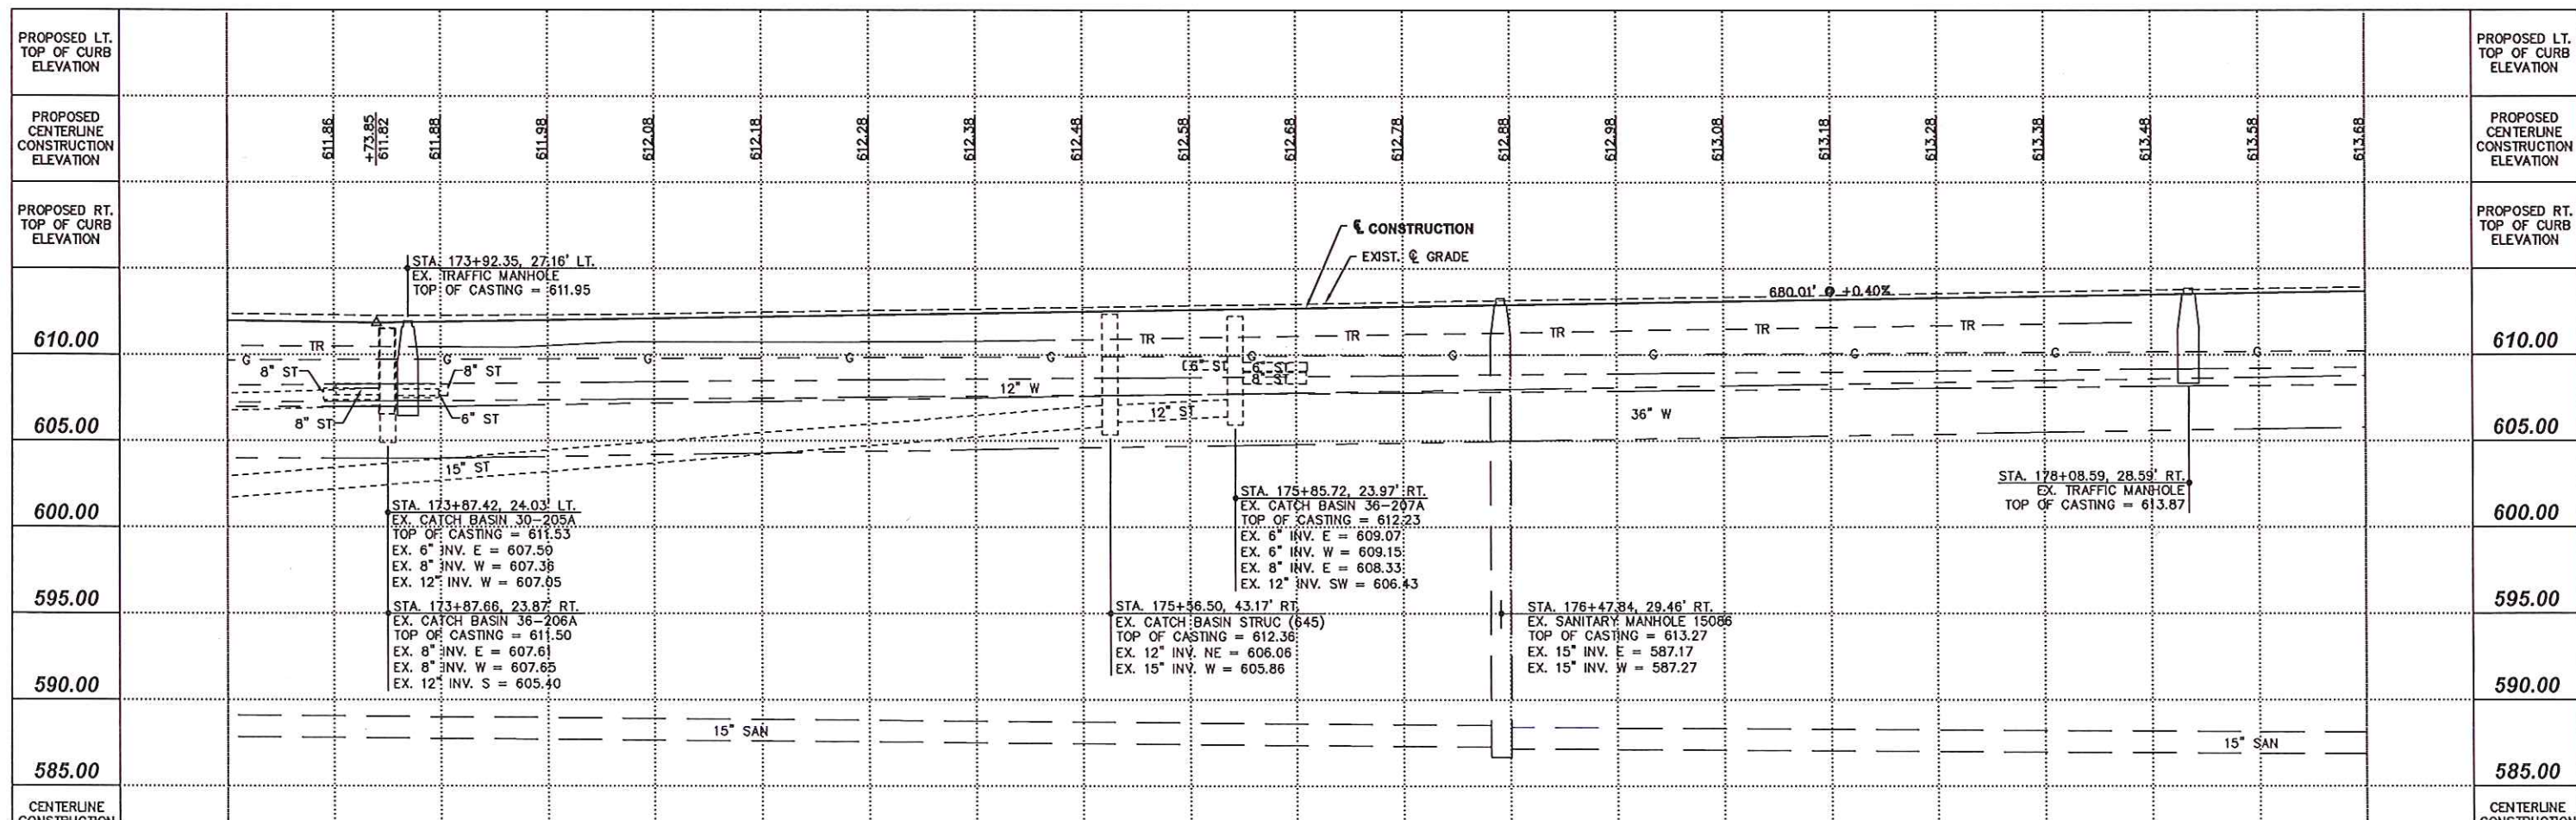 PROPOSED LT.
TOP OF CURB
ELEVATION
PROPOSED LT.
TOP OF CURB
ELEVATION
PROPOSED
CENTERLINE
CONSTRUCTION
ELEVATION
611.86
+73.85
611.82
611.88
611.98
612.08
612.18
612.28
612.38
612.48
612.58
612.68
612.78
612.88
612.98
613.08
613.18
613.28
613.38
613.48
613.58
613.68
PROPOSED
CENTERLINE
CONSTRUCTION
ELEVATION
PROPOSED RT.
TOP OF CURB
ELEVATION
PROPOSED RT.
TOP OF CURB
ELEVATION
℄ CONSTRUCTION
EXIST. ℄ GRADE
STA. 173+92.35, 27.16' LT.
EX. TRAFFIC MANHOLE
TOP OF CASTING = 611.95
680.01' @ +0.40%
610.00
TR
TR
TR
TR
TR
TR
610.00
G
G
G
G
G
G
G
G
G
G
G
8" ST
8" ST
6" ST
6" ST
8" ST
12" W
8" ST
6" ST
12" ST
36" W
605.00
605.00
15" ST
STA. 173+87.42, 24.03' LT.
EX. CATCH BASIN 30-205A
TOP OF CASTING = 611.53
EX. 6" INV. E = 607.50
EX. 8" INV. W = 607.36
EX. 12" INV. W = 607.05
STA. 175+85.72, 23.97' RT.
EX. CATCH BASIN 36-207A
TOP OF CASTING = 612.23
EX. 6" INV. E = 609.07
EX. 6" INV. W = 609.15
EX. 8" INV. E = 608.33
EX. 12" INV. SW = 606.43
STA. 178+08.59, 28.59' RT.
EX. TRAFFIC MANHOLE
TOP OF CASTING = 613.87
600.00
600.00
595.00
595.00
STA. 173+87.66, 23.87' RT.
EX. CATCH BASIN 36-206A
TOP OF CASTING = 611.50
EX. 8" INV. E = 607.61
EX. 8" INV. W = 607.65
EX. 12" INV. S = 605.40
STA. 175+56.50, 43.17' RT.
EX. CATCH BASIN STRUC (645)
TOP OF CASTING = 612.36
EX. 12" INV. NE = 606.06
EX. 15" INV. W = 605.86
STA. 176+47.84, 29.46' RT.
EX. SANITARY MANHOLE 15086
TOP OF CASTING = 613.27
EX. 15" INV. E = 587.17
EX. 15" INV. W = 587.27
590.00
590.00
15" SAN
15" SAN
585.00
585.00
CENTERLINE
CONSTRUCTION
CENTERLINE
CONSTRUCTION